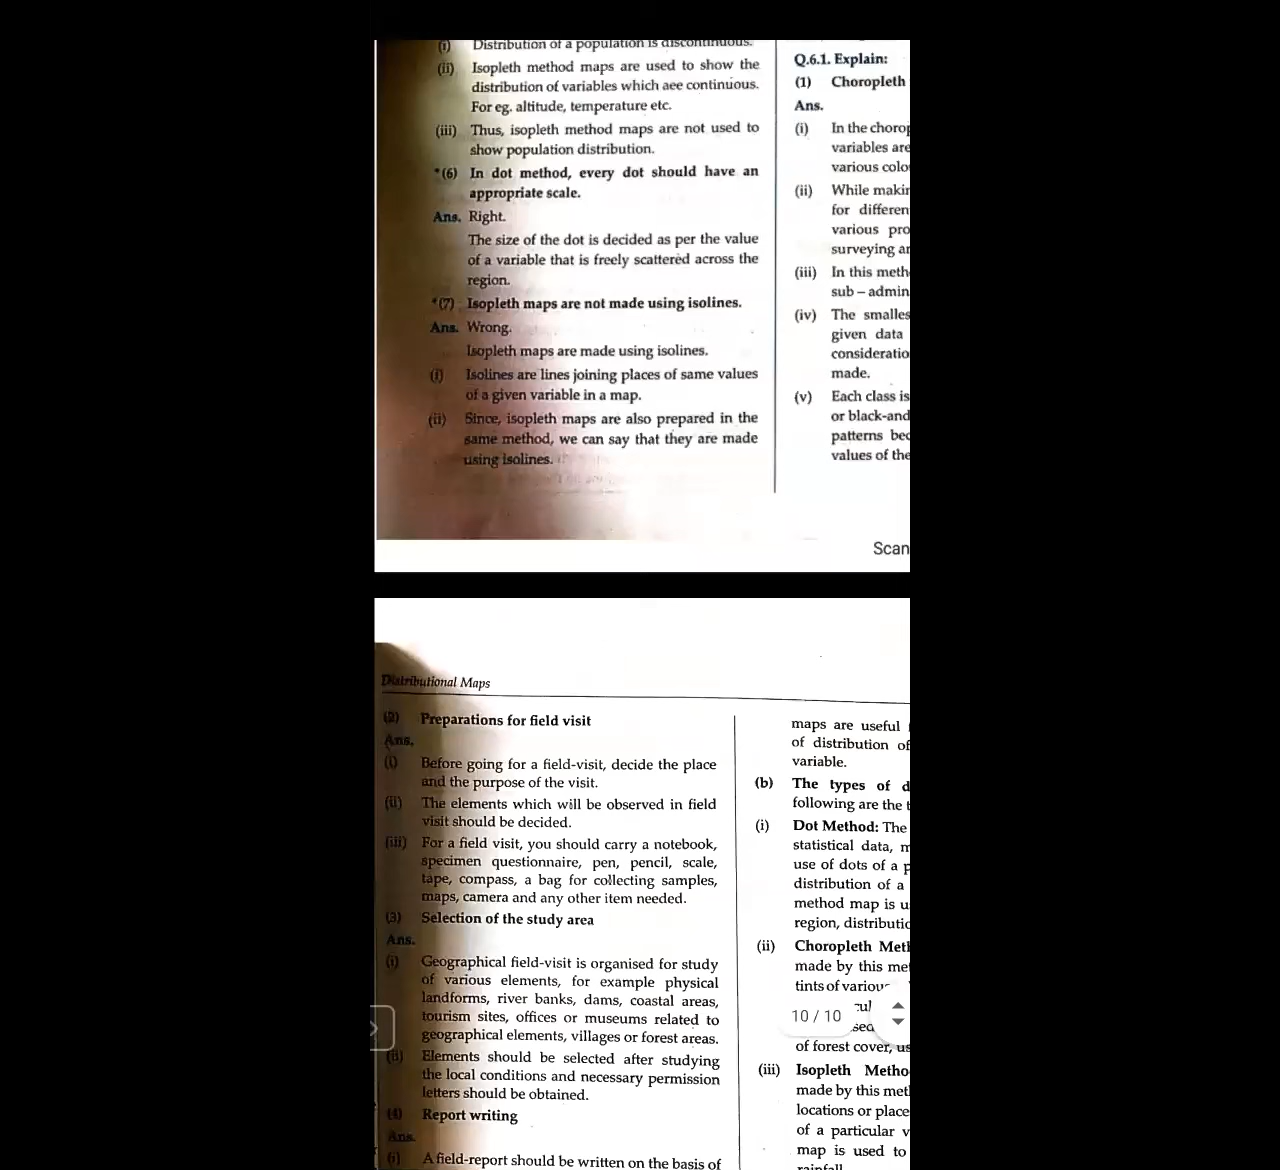 (i) Distribution of a population is discontinuous.
(ii) Isopleth method maps are used to show the
distribution of variables which aee continuous.
For eg. altitude, temperature etc.
(iii) Thus, isopleth method maps are not used to
show population distribution.
*(6) In dot method, every dot should have an
appropriate scale.
Ans. Right.
The size of the dot is decided as per the value
of a variable that is freely scattered across the
region.
*(7) Isopleth maps are not made using isolines.
Ans. Wrong.
Isopleth maps are made using isolines.
(i) Isolines are lines joining places of same values
of a given variable in a map.
(ii) Since, isopleth maps are also prepared in the
same method, we can say that they are made
using isolines.
Q.6.1. Explain:
(1) Choropleth
Ans.
(i) In the chorop
variables are
various colo
(ii) While makin
for differen
various pro
surveying an
(iii) In this meth
sub – admin
(iv) The smalles
given data
consideratio
made.
(v) Each class is
or black-and
patterns bec
values of the
Scan
Distributional Maps
(2) Preparations for field visit
Ans.
(i) Before going for a field-visit, decide the place
and the purpose of the visit.
(ii) The elements which will be observed in field
visit should be decided.
(iii) For a field visit, you should carry a notebook,
specimen questionnaire, pen, pencil, scale,
tape, compass, a bag for collecting samples,
maps, camera and any other item needed.
(3) Selection of the study area
Ans.
(i) Geographical field-visit is organised for study
of various elements, for example physical
landforms, river banks, dams, coastal areas,
tourism sites, offices or museums related to
geographical elements, villages or forest areas.
(ii) Elements should be selected after studying
the local conditions and necessary permission
letters should be obtained.
(4) Report writing
Ans.
(i) A field-report should be written on the basis of
maps are useful
of distribution of
variable.
(b) The types of d
following are the t
(i) Dot Method: The
statistical data, m
use of dots of a p
distribution of a
method map is u
region, distributio
(ii) Choropleth Meth
made by this me
tints of variou
10 / 10
of forest cover, us
(iii) Isopleth Metho
made by this met
locations or place
of a particular v
map is used to
rainfall